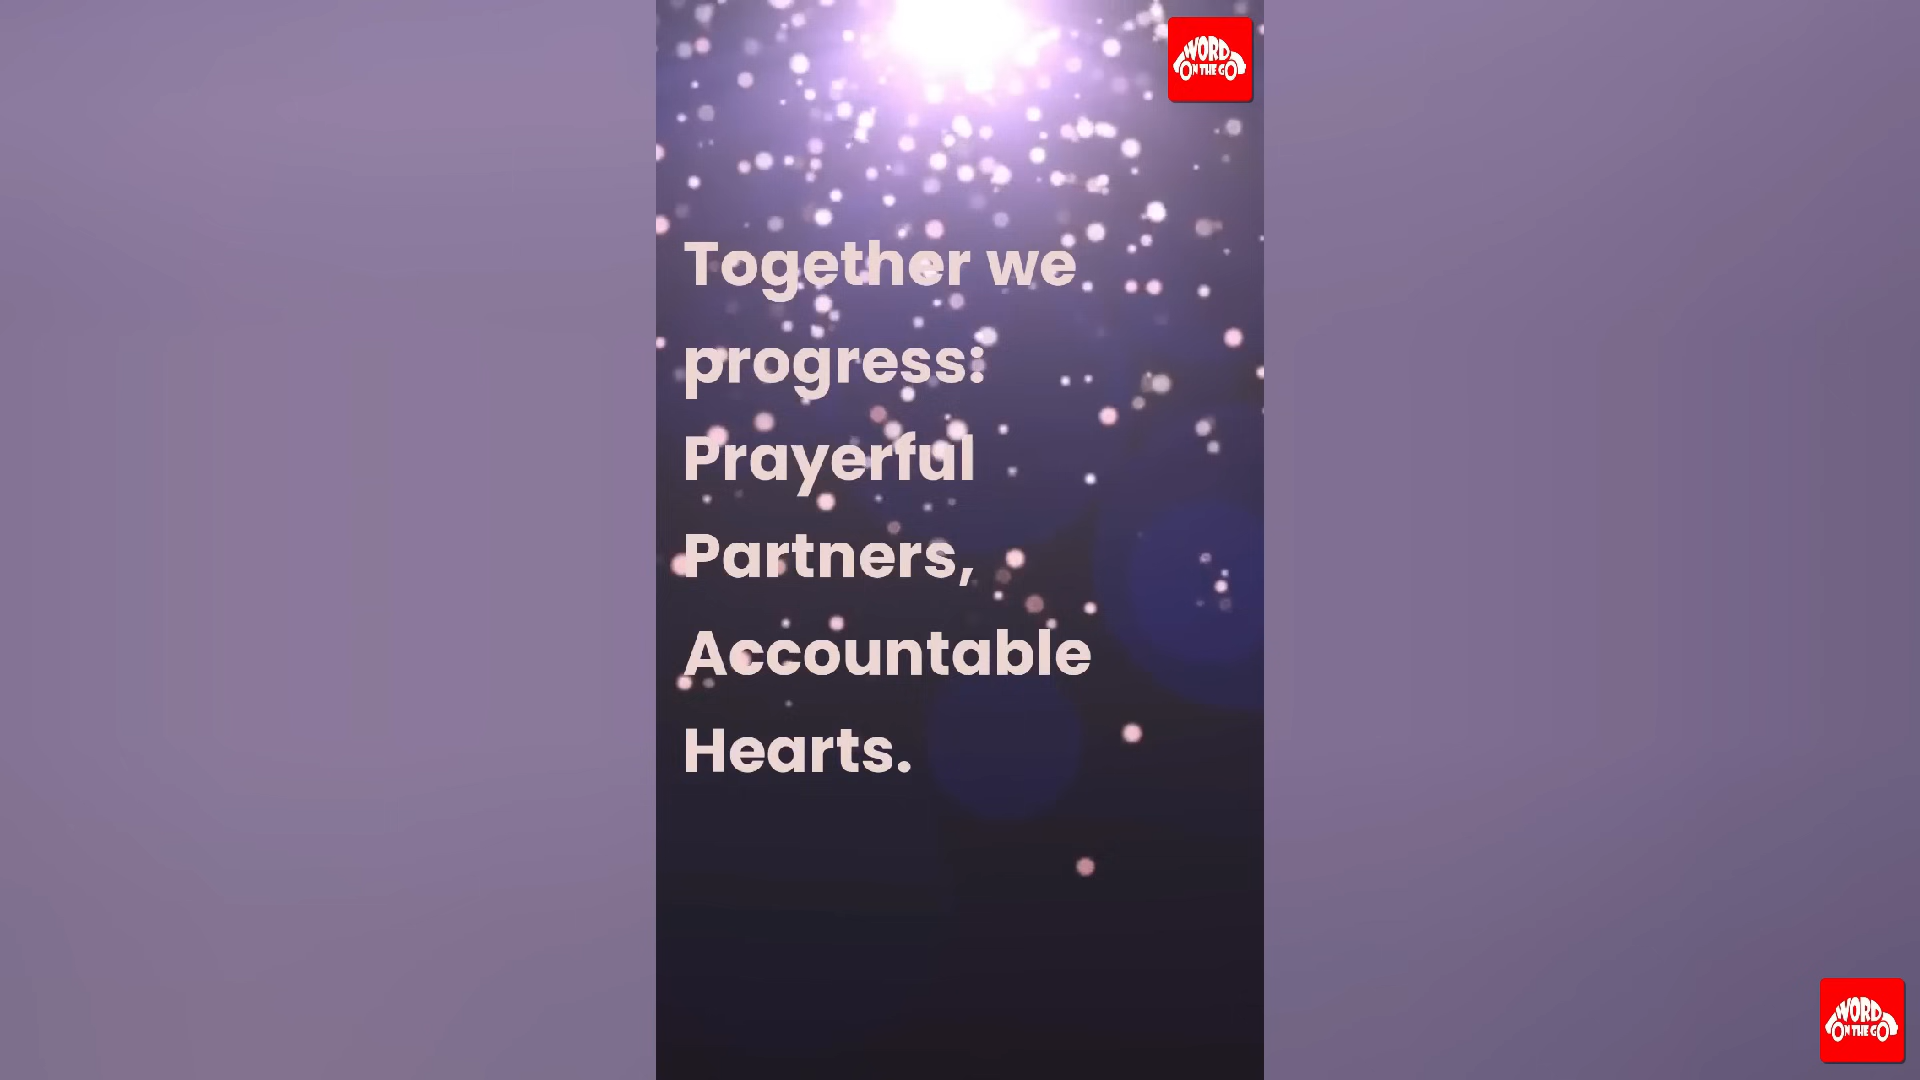 WORD
ON THE GO
Together we
progress:
Prayerful
Partners,
Accountable
Hearts.
WORD
ON THE GO